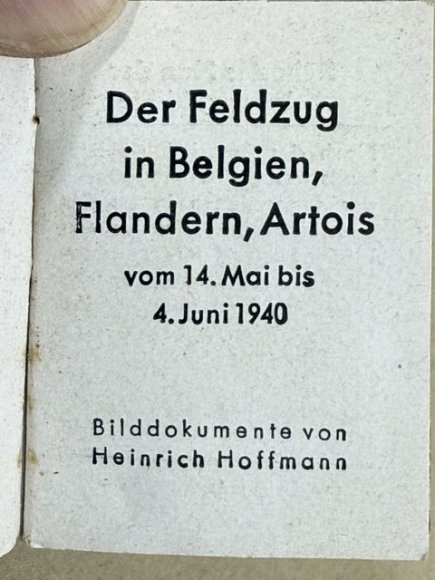 Der Feldzug
in Belgien,
Flandern, Artois
vom 14. Mai bis
4. Juni 1940
Bilddokumente von
Heinrich Hoffmann